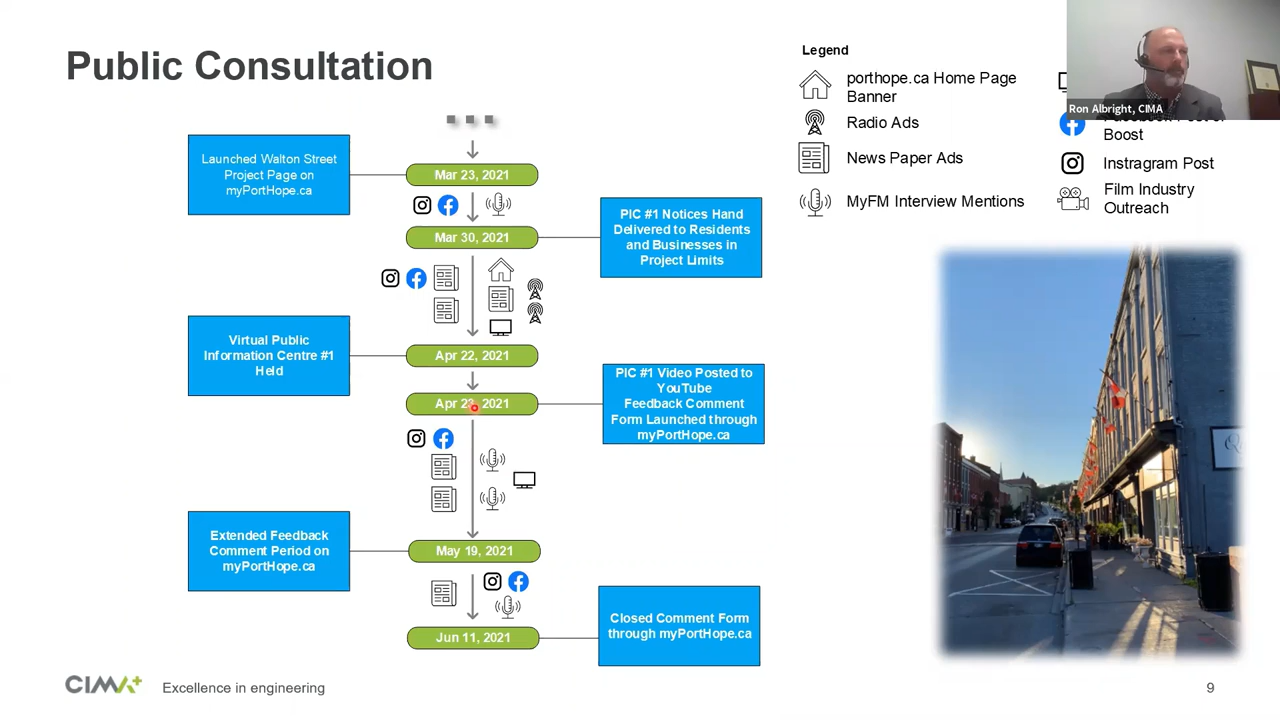 Public Consultation
Legend
porthope.ca Home Page
Banner
Radio Ads
News Paper Ads
MyFM Interview Mentions
Ron Albright, CIMA
Boost
Instragram Post
Film Industry
Outreach
Launched Walton Street
Project Page on
myPortHope.ca
Mar 23, 2021
Mar 30, 2021
PIC #1 Notices Hand
Delivered to Residents
and Businesses in
Project Limits
Virtual Public
Information Centre #1
Held
Apr 22, 2021
Apr 23, 2021
PIC #1 Video Posted to
YouTube
Feedback Comment
Form Launched through
myPortHope.ca
Extended Feedback
Comment Period on
myPortHope.ca
May 19, 2021
Jun 11, 2021
Closed Comment Form
through myPortHope.ca
CIMA+
Excellence in engineering
9